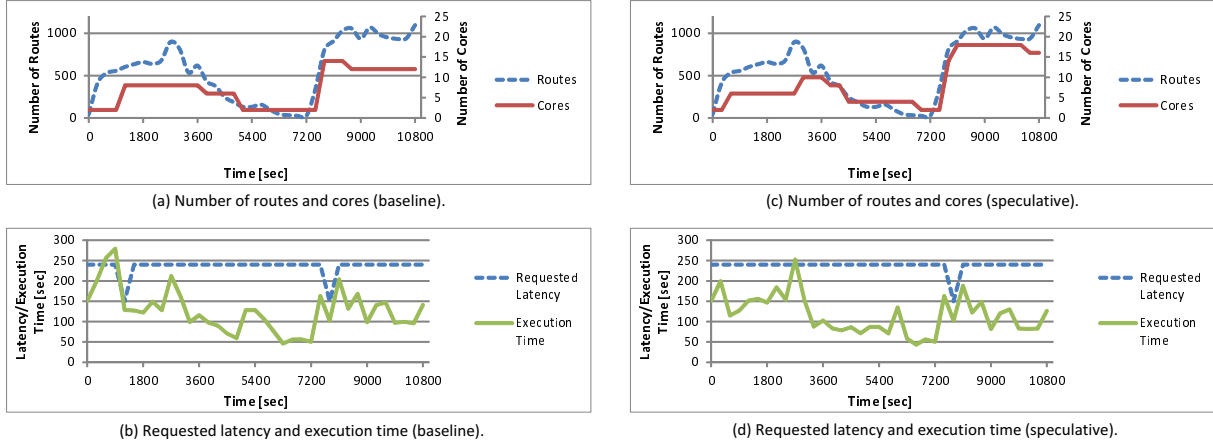 Number of Routes
1000
500
0
25
20
15
10
5
0
Number of Cores
0 1800 3600 5400 7200 9000 10800
Time [sec]
Routes
Cores
(a) Number of routes and cores (baseline).
Number of Routes
1000
500
0
25
20
15
10
5
0
Number of Cores
0 1800 3600 5400 7200 9000 10800
Time [sec]
Routes
Cores
(c) Number of routes and cores (speculative).
Latency/Execution
Time [sec]
300
250
200
150
100
50
0
0 1800 3600 5400 7200 9000 10800
Time [sec]
Requested
Latency
Execution
Time
(b) Requested latency and execution time (baseline).
Latency/Execution
Time [sec]
300
250
200
150
100
50
0
0 1800 3600 5400 7200 9000 10800
Time [sec]
Requested
Latency
Execution
Time
(d) Requested latency and execution time (speculative).